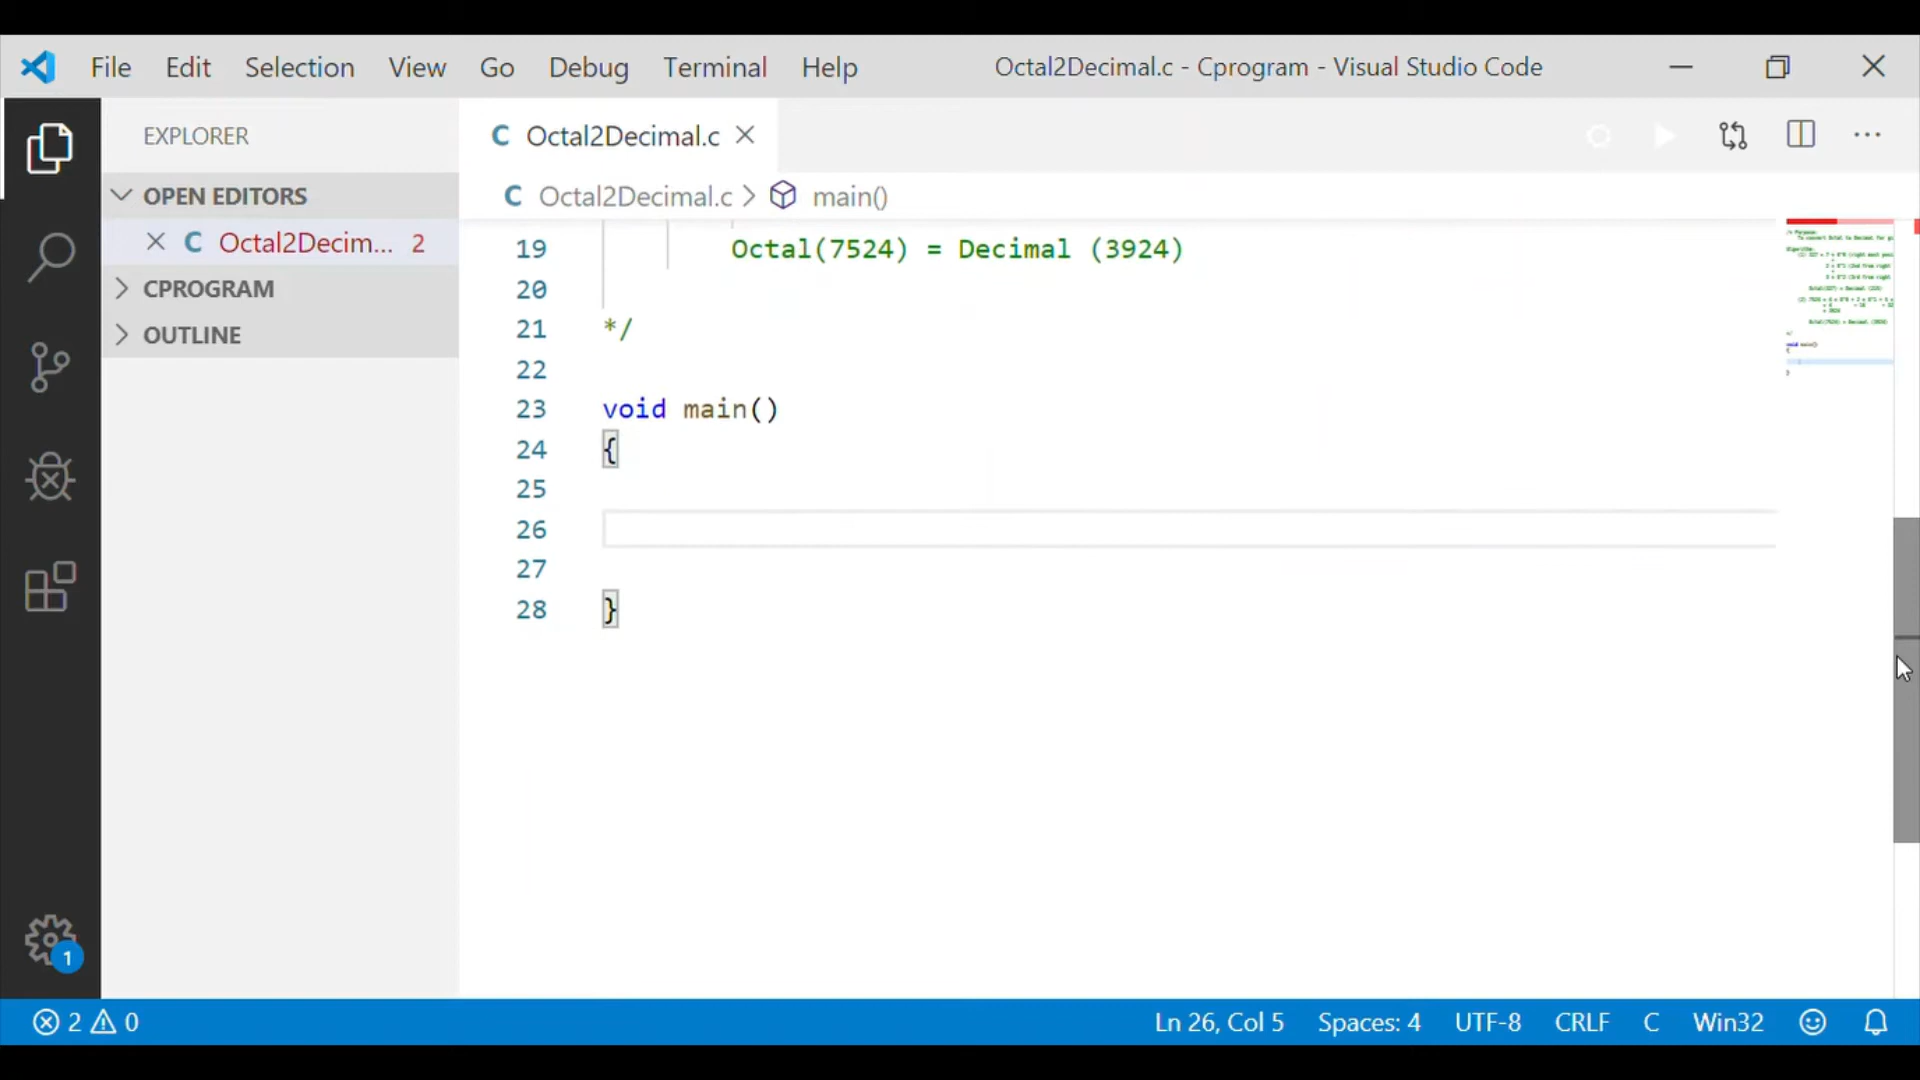 File Edit Selection View Go Debug Terminal Help Octal2Decimal.c - Cprogram - Visual Studio Code
EXPLORER
C Octal2Decimal.c
OPEN EDITORS
C Octal2Decimal.c > main()
C Octal2Decim... 2
CPROGRAM
OUTLINE
19 Octal(7524) = Decimal (3924)
20
21 */
22
23 void main()
24 {
25
26
27
28 }
1
2 0 Ln 26, Col 5 Spaces: 4 UTF-8 CRLF C Win32